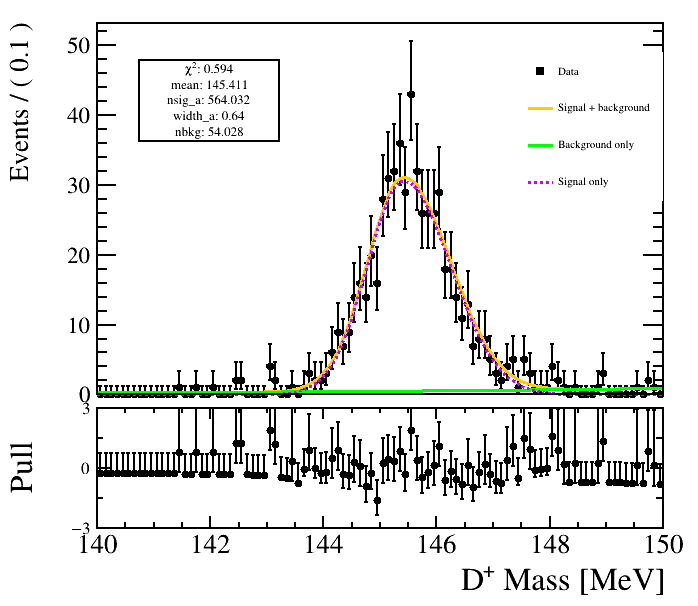 Events / ( 0.1 )
50
40
30
20
10
0
χ²: 0.594
mean: 145.411
nsig_a: 564.032
width_a: 0.64
nbkg: 54.028
Data
Signal + background
Background only
Signal only
Pull
3
0
−3
140 142 144 146 148 150
D⁺ Mass [MeV]